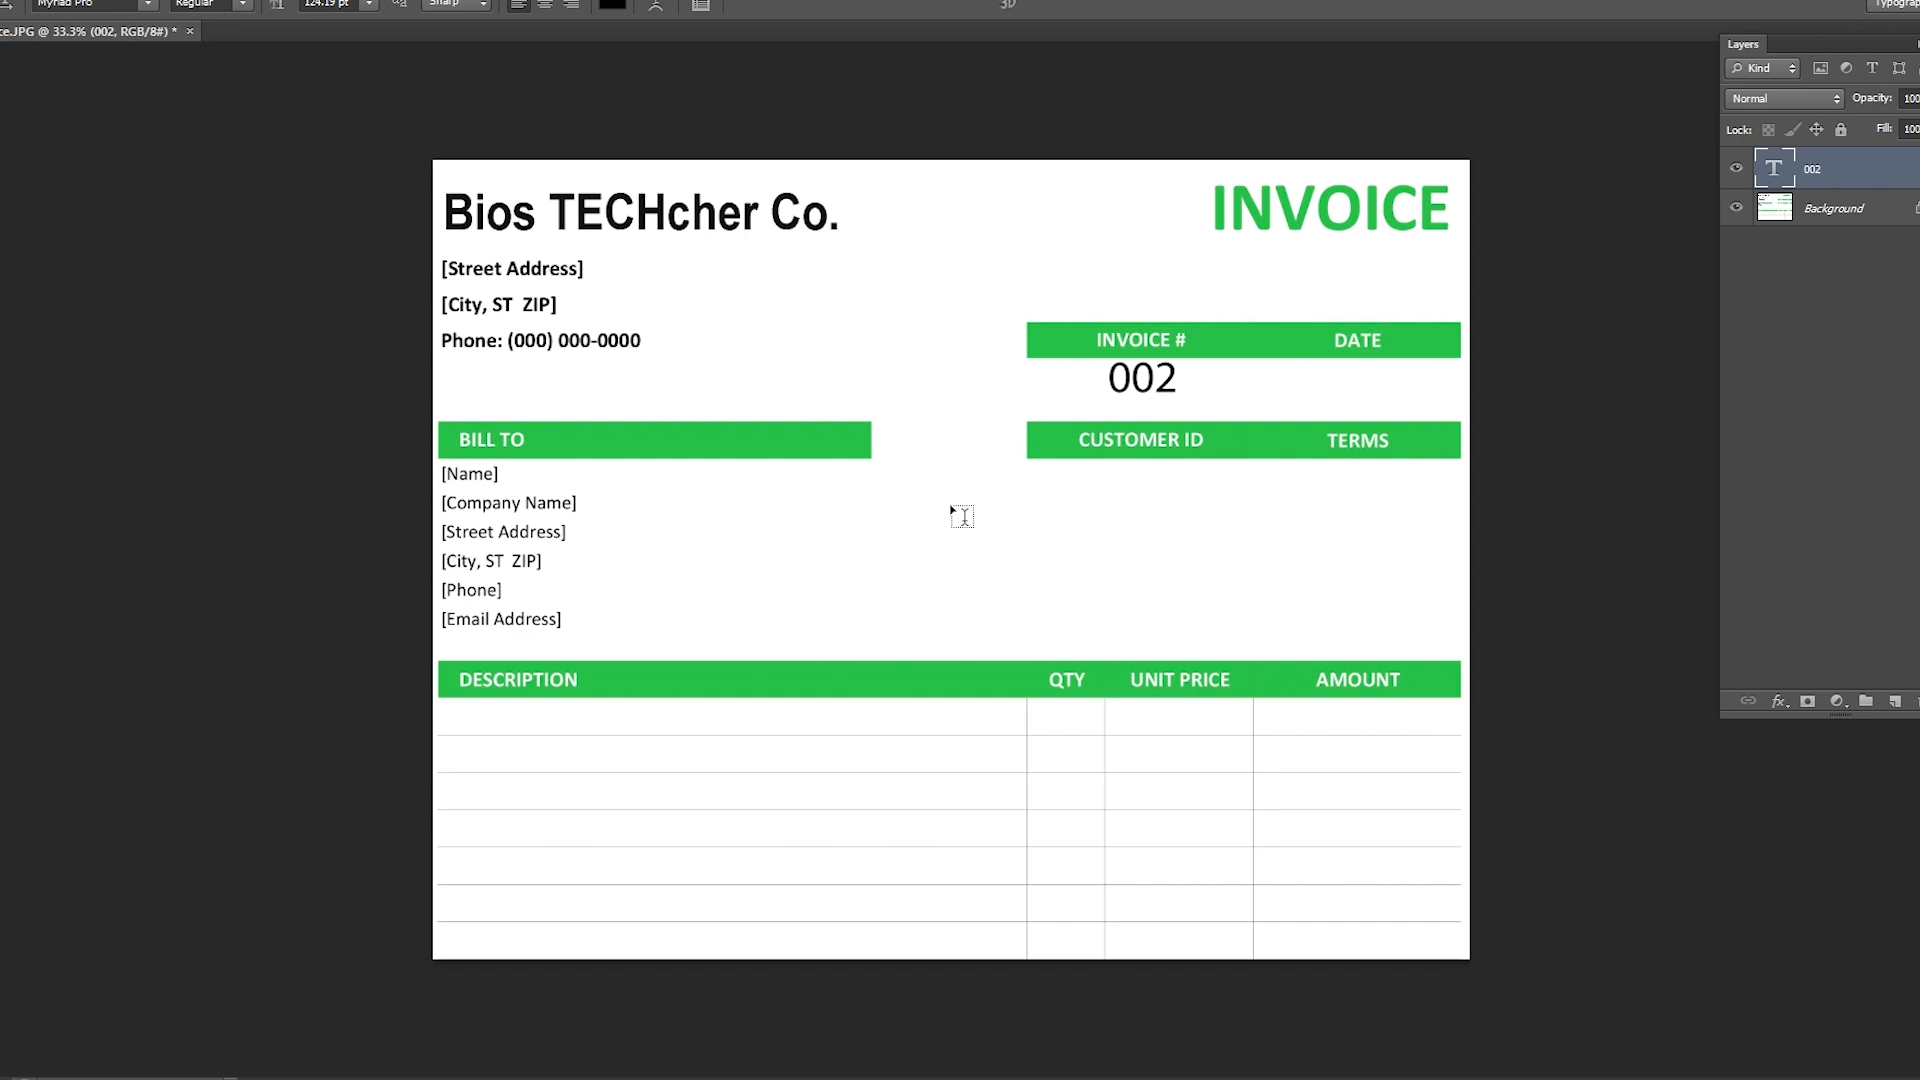 Myriad Pro
Regular
124.19 pt
Sharp
3D
ce.JPG @ 33.3% (002, RGB/8#) * ×
Layers
Kind
Normal
Opacity: 100
Lock:
Fill: 100
002
Background
fx
Bios TECHcher Co.
INVOICE
[Street Address]
[City, ST ZIP]
Phone: (000) 000-0000
INVOICE # DATE
002
BILL TO
CUSTOMER ID TERMS
[Name]
[Company Name]
[Street Address]
[City, ST ZIP]
[Phone]
[Email Address]
DESCRIPTION QTY UNIT PRICE AMOUNT